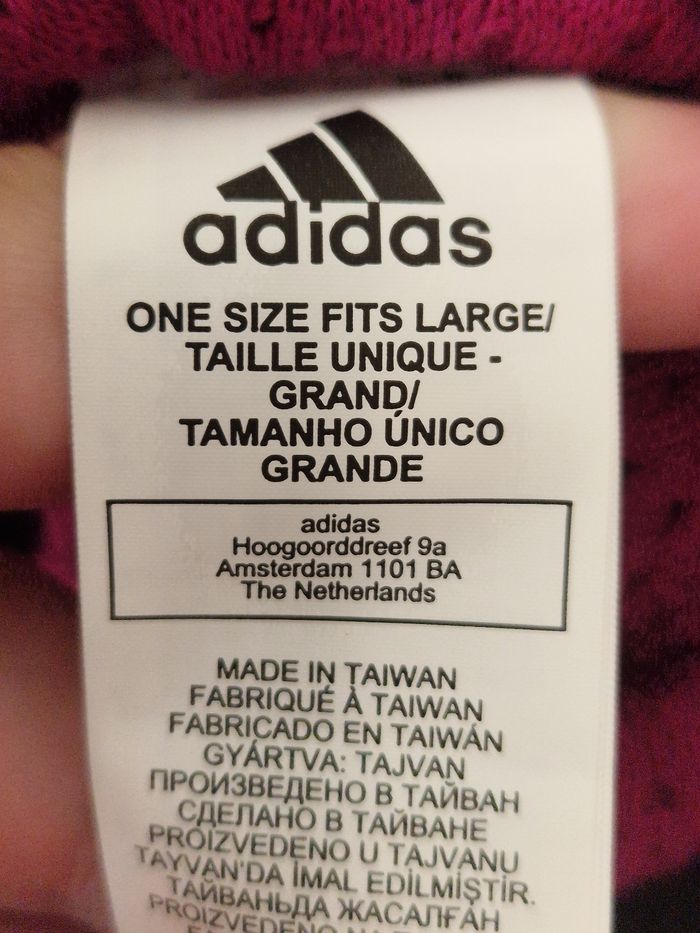 adidas
ONE SIZE FITS LARGE/
TAILLE UNIQUE -
GRAND/
TAMANHO ÚNICO
GRANDE
adidas
Hoogoorddreef 9a
Amsterdam 1101 BA
The Netherlands
MADE IN TAIWAN
FABRIQUÉ À TAIWAN
FABRICADO EN TAIWÁN
GYÁRTVA: TAJVAN
ПРОИЗВЕДЕНО В ТАЙВАН
СДЕЛАНО В ТАЙВАНЕ
PROIZVEDENO U TAJVANU
TAYVAN'DA İMAL EDİLMİŞTİR.
ТАЙВАНЬДА ЖАСАЛҒАН
PROIZVEDENO NA